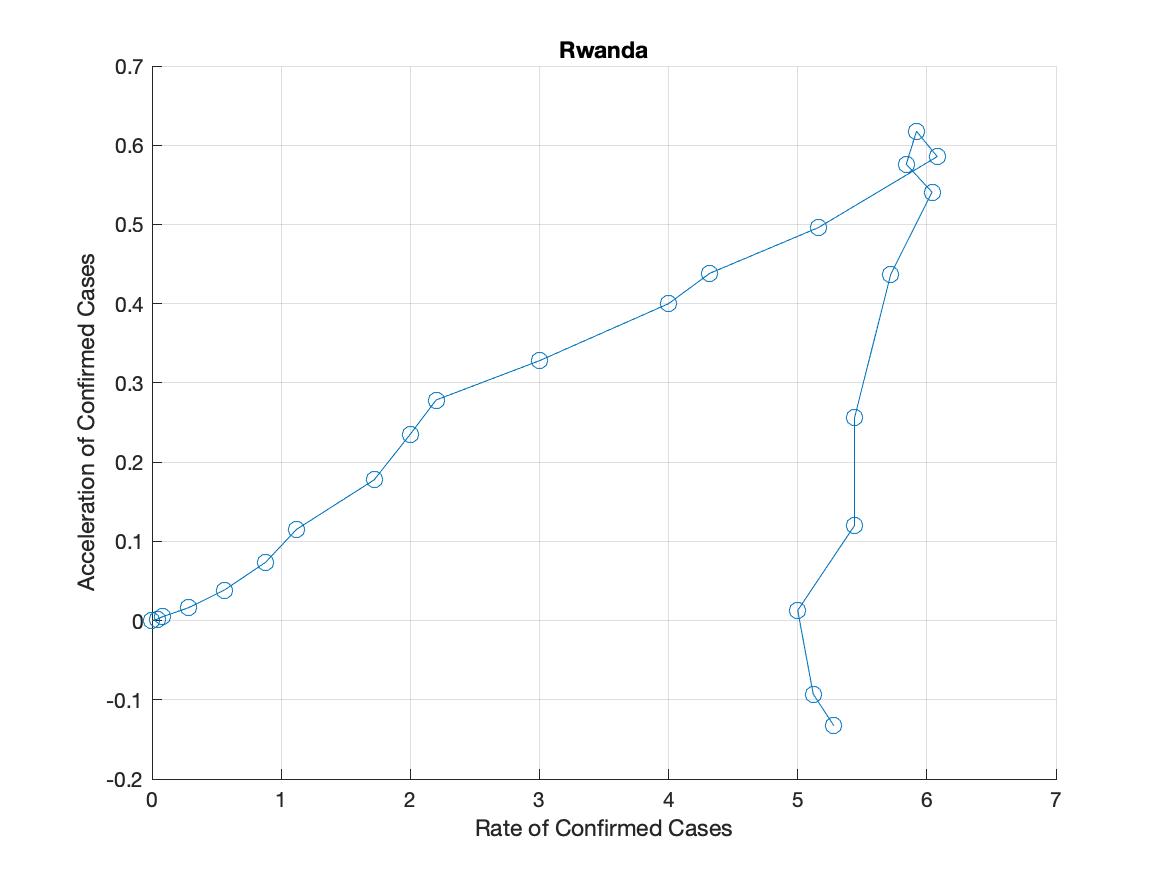 Rwanda
0.7
0.6
0.5
0.4
0.3
0.2
0.1
0
-0.1
-0.2
Acceleration of Confirmed Cases
0 1 2 3 4 5 6 7
Rate of Confirmed Cases